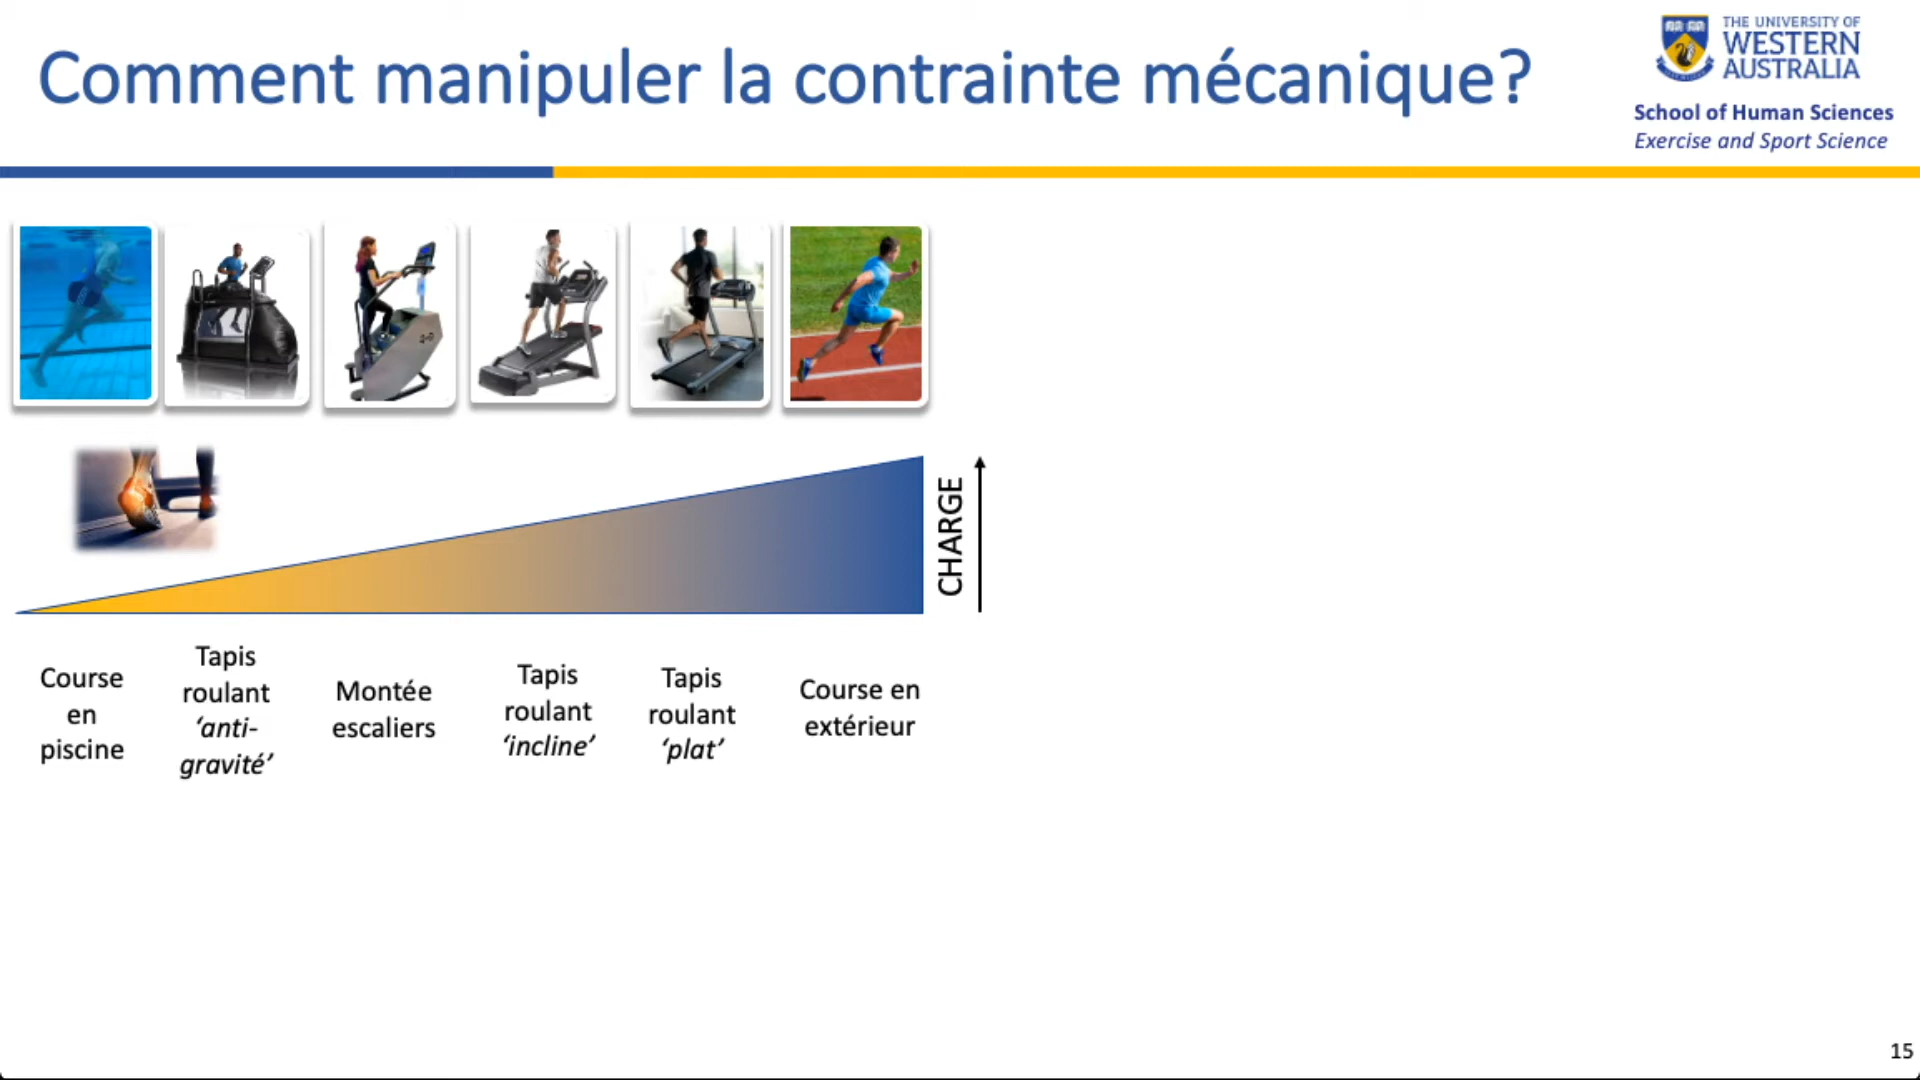 Comment manipuler la contrainte mécanique?
THE UNIVERSITY OF
WESTERN
AUSTRALIA
School of Human Sciences
Exercise and Sport Science
CHARGE
Course
en
piscine
Tapis
roulant
‘anti-
gravité’
Montée
escaliers
Tapis
roulant
‘incline’
Tapis
roulant
‘plat’
Course en
extérieur
15